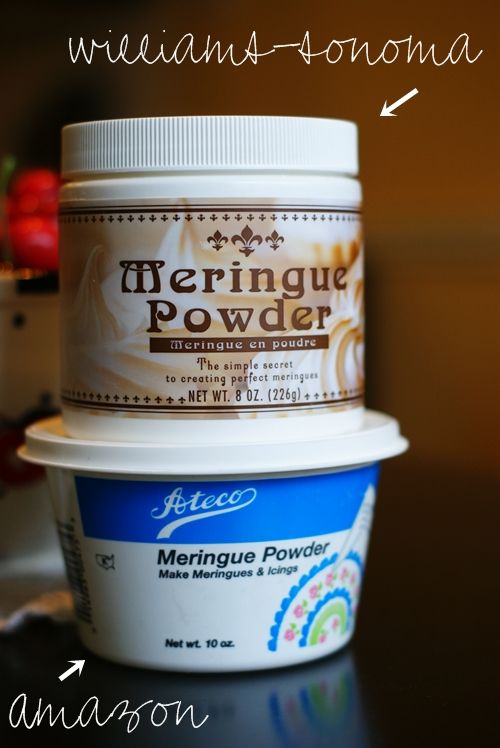 williams-sonoma
Meringue
Powder
Meringue en poudre
The simple secret
to creating perfect meringues
NET WT. 8 OZ. (226g)
Ateco
Meringue Powder
Make Meringues & Icings
Net wt. 10 oz.
amazon